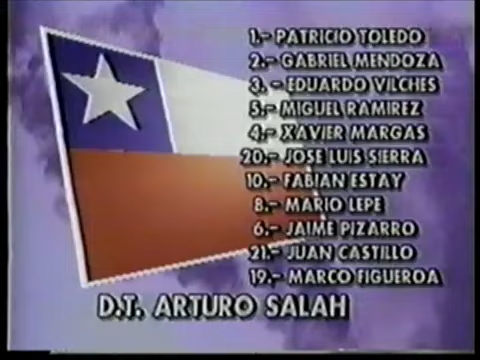 1.- PATRICIO TOLEDO
2.- GABRIEL MENDOZA
3.- EDUARDO VILCHES
5.- MIGUEL RAMIREZ
4.- XAVIER MARGAS
20.- JOSE LUIS SIERRA
10.- FABIAN ESTAY
8.- MARIO LEPE
6.- JAIME PIZARRO
21.- JUAN CASTILLO
19.- MARCO FIGUEROA
D.T. ARTURO SALAH